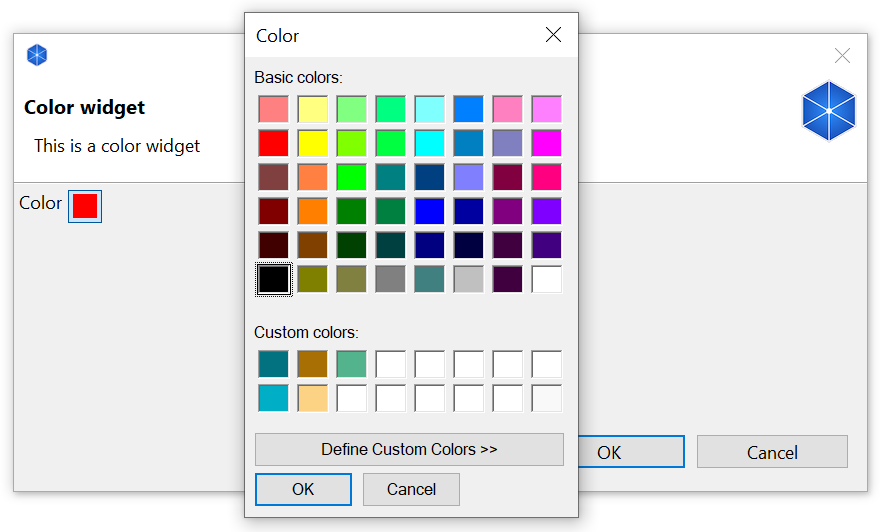 Color
Basic colors:
Color widget
This is a color widget
Color
Custom colors:
Define Custom Colors >>
OK
Cancel
OK
Cancel